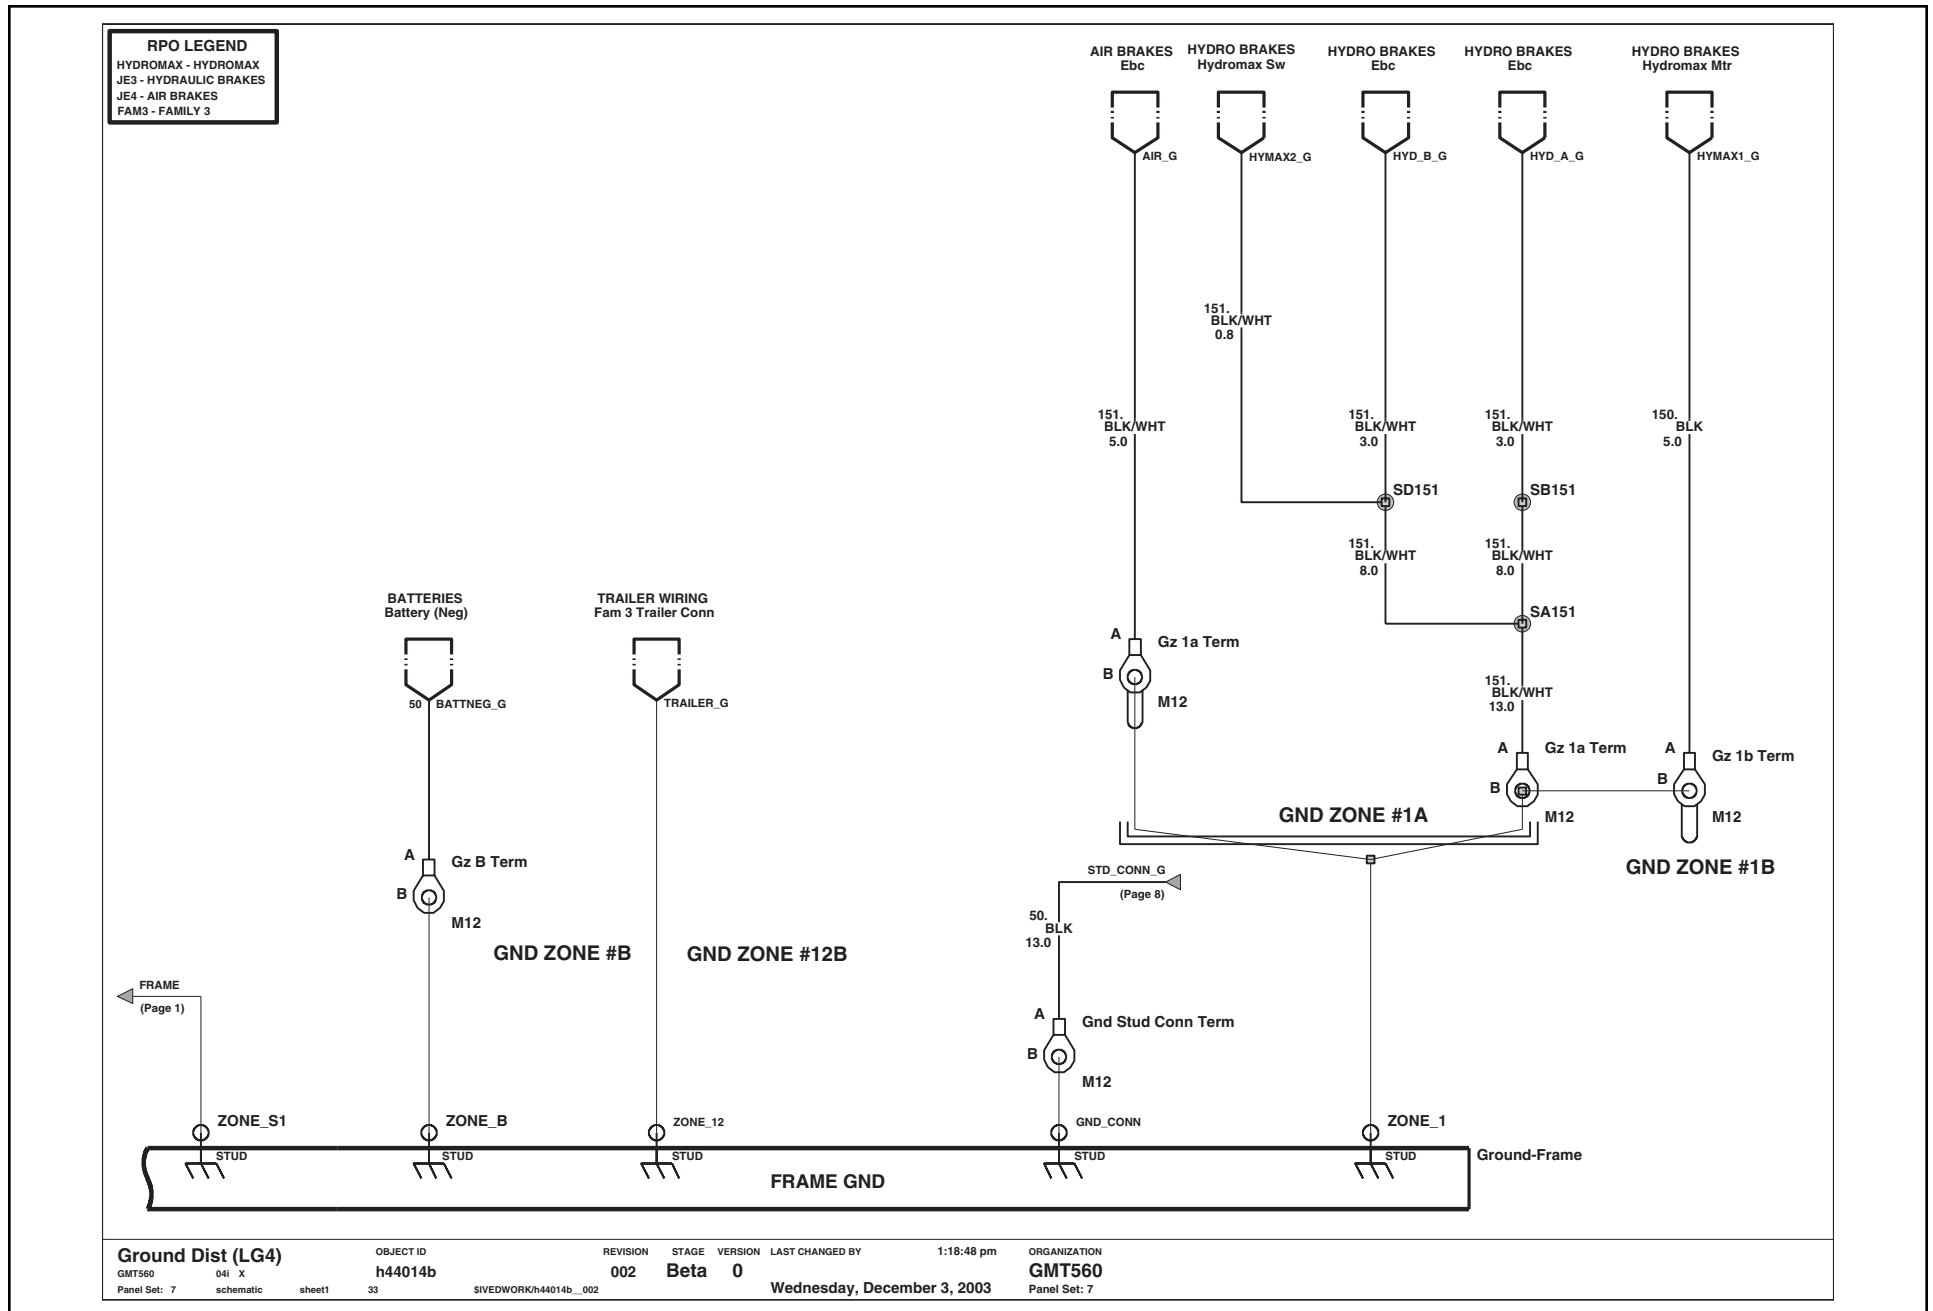 RPO LEGEND
HYDROMAX - HYDROMAX
JE3 - HYDRAULIC BRAKES
JE4 - AIR BRAKES
FAM3 - FAMILY 3
AIR BRAKES
Ebc
HYDRO BRAKES
Hydromax Sw
HYDRO BRAKES
Ebc
HYDRO BRAKES
Ebc
HYDRO BRAKES
Hydromax Mtr
AIR_G
HYMAX2_G
HYD_B_G
HYD_A_G
HYMAX1_G
151.
BLK/WHT
0.8
151.
BLK/WHT
5.0
151.
BLK/WHT
3.0
151.
BLK/WHT
3.0
150.
BLK
5.0
SD151
SB151
151.
BLK/WHT
8.0
151.
BLK/WHT
8.0
SA151
BATTERIES
Battery (Neg)
TRAILER WIRING
Fam 3 Trailer Conn
50 BATTNEG_G
TRAILER_G
A
Gz 1a Term
B
M12
151.
BLK/WHT
13.0
A
Gz 1a Term
B
M12
A
Gz 1b Term
B
M12
GND ZONE #1A
GND ZONE #1B
A
Gz B Term
B
M12
GND ZONE #B
GND ZONE #12B
STD_CONN_G
(Page 8)
50.
BLK
13.0
FRAME
(Page 1)
A
Gnd Stud Conn Term
B
M12
ZONE_S1
ZONE_B
ZONE_12
GND_CONN
ZONE_1
STUD
STUD
STUD
STUD
STUD
Ground-Frame
FRAME GND
Ground Dist (LG4)
GMT560 04i X
Panel Set: 7 schematic sheet1 33 $IVEDWORK/h44014b__002
OBJECT ID
h44014b
REVISION
002
STAGE
Beta
VERSION
0
LAST CHANGED BY 1:18:48 pm
Wednesday, December 3, 2003
ORGANIZATION
GMT560
Panel Set: 7